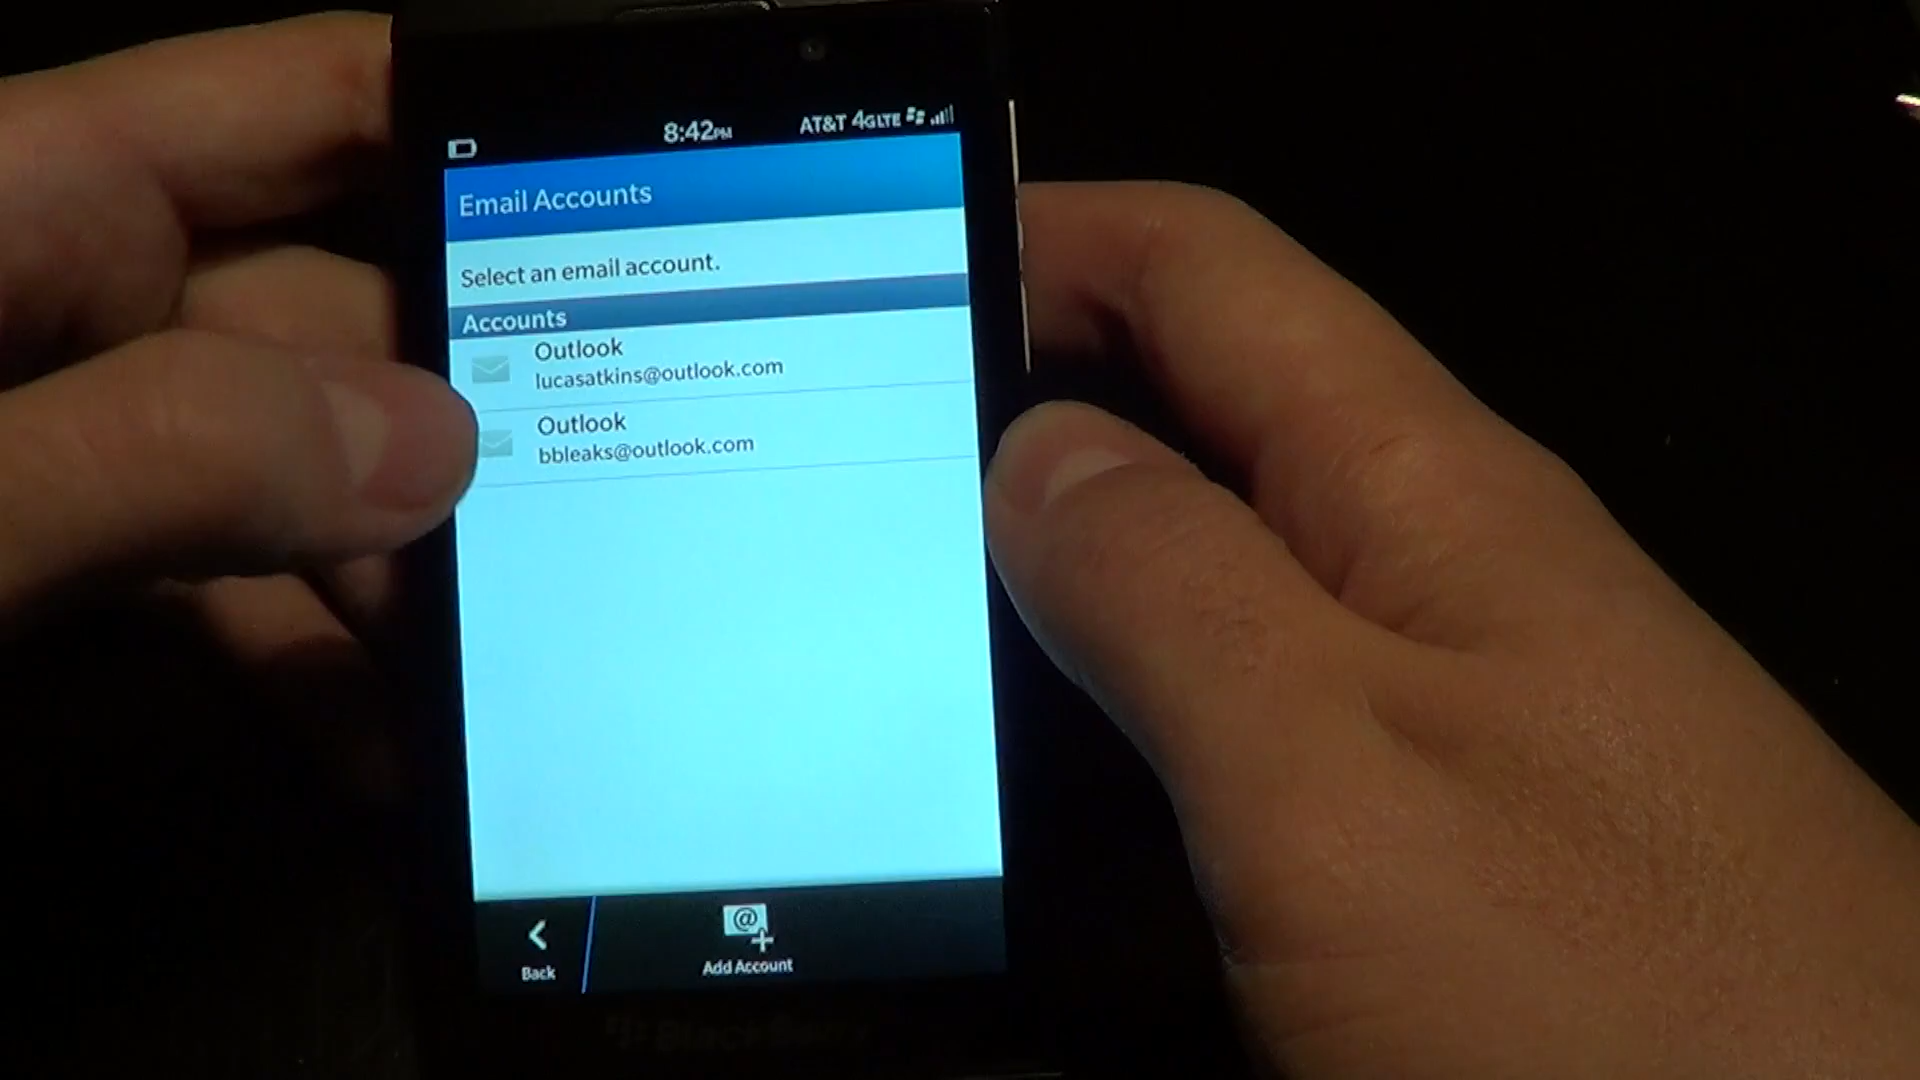 8:42PM
AT&T 4GLTE
Email Accounts
Select an email account.
Accounts
Outlook
lucasatkins@outlook.com
Outlook
bbleaks@outlook.com
Back
@
Add Account
BlackBerry